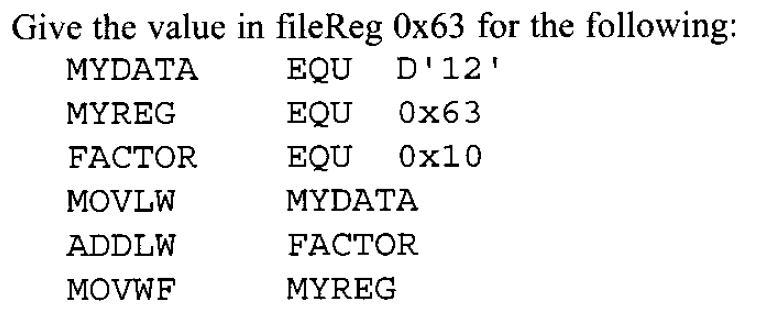 Give the value in fileReg 0x63 for the following:
MYDATA EQU D'12'
MYREG EQU 0x63
FACTOR EQU 0x10
MOVLW MYDATA
ADDLW FACTOR
MOVWF MYREG